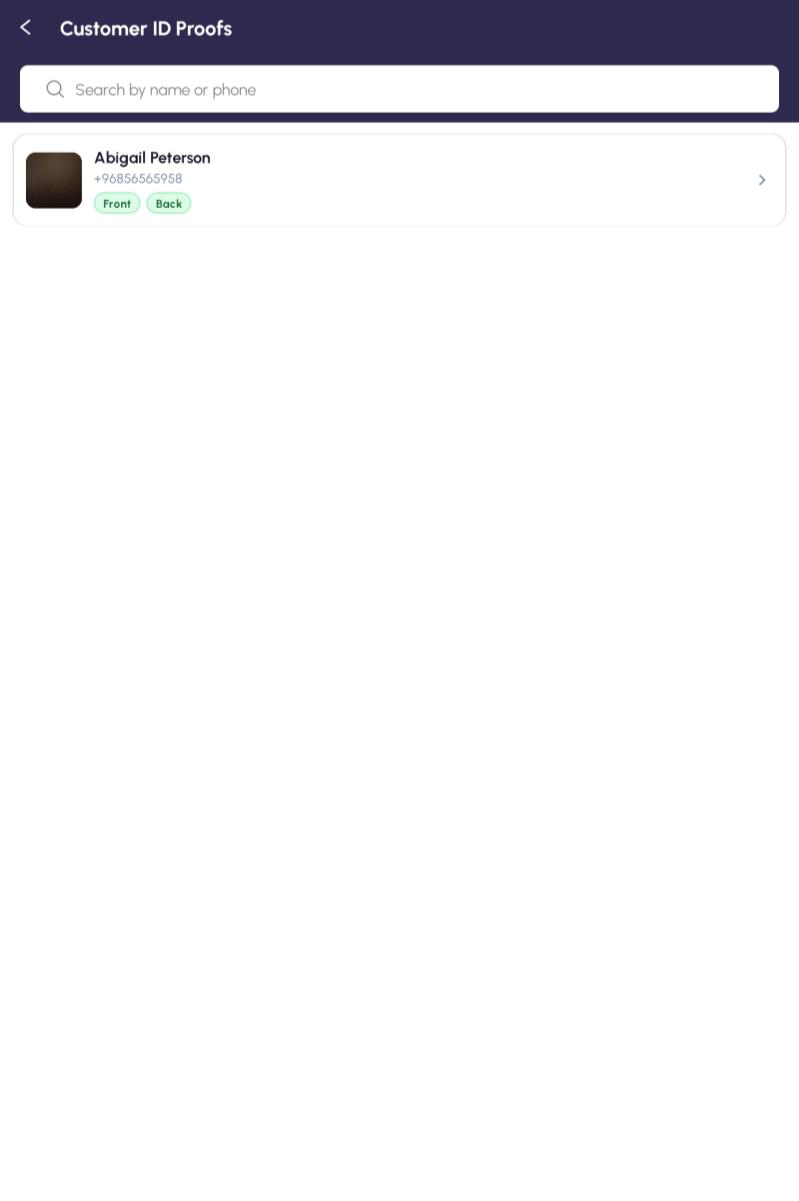 Customer ID Proofs
Search by name or phone
Abigail Peterson
+96856565958
Front Back